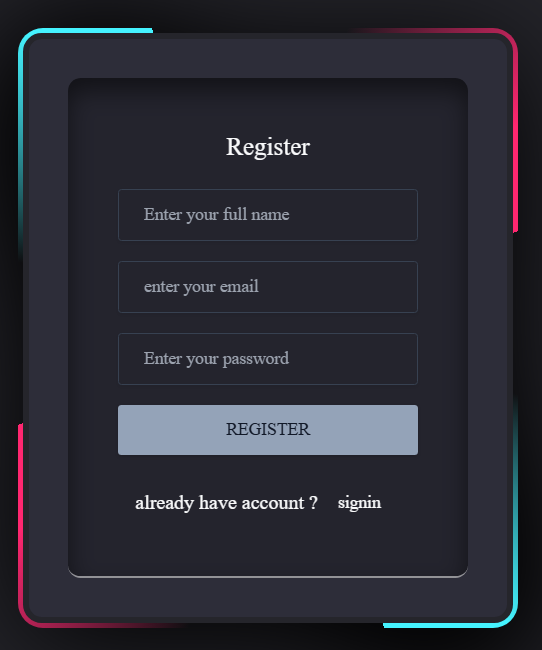 Register
Enter your full name
enter your email
Enter your password
REGISTER
already have account ? signin